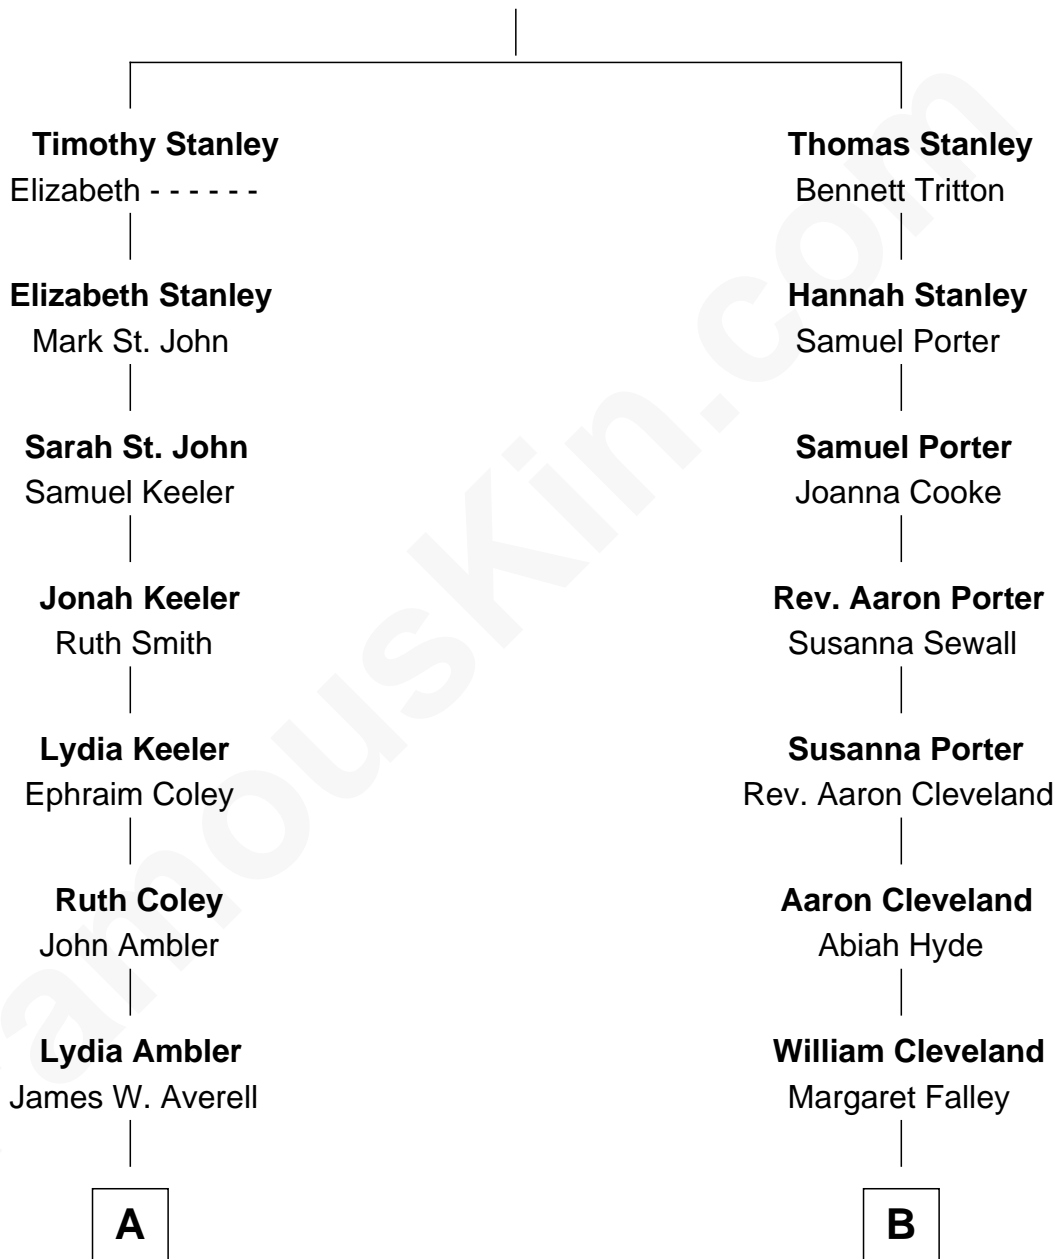 Timothy Stanley
Elizabeth - - - - - -
Elizabeth Stanley
Mark St. John
Sarah St. John
Samuel Keeler
Jonah Keeler
Ruth Smith
Lydia Keeler
Ephraim Coley
Ruth Coley
John Ambler
Lydia Ambler
James W. Averell
A
Thomas Stanley
Bennett Tritton
Hannah Stanley
Samuel Porter
Samuel Porter
Joanna Cooke
Rev. Aaron Porter
Susanna Sewall
Susanna Porter
Rev. Aaron Cleveland
Aaron Cleveland
Abiah Hyde
William Cleveland
Margaret Falley
B
amouskin.com